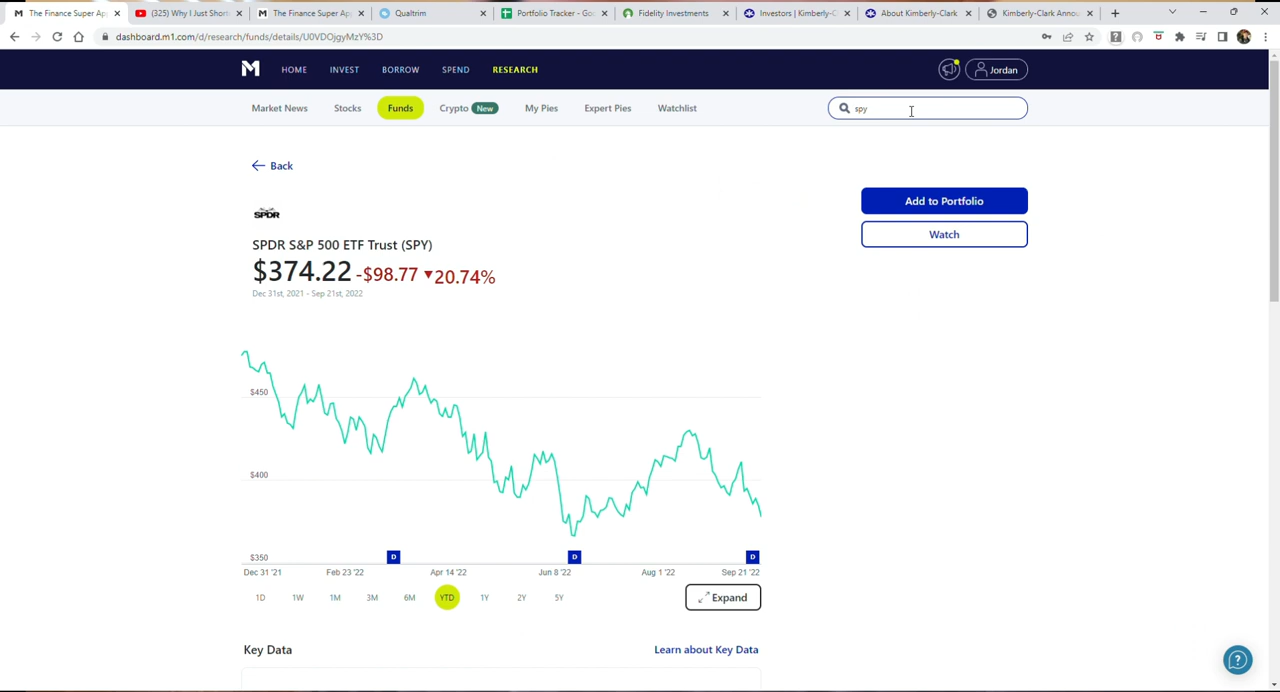 The Finance Super Ap
(325) Why I Just Short
The Finance Super Ap
Qualtrim
Portfolio Tracker - Go
Fidelity Investments
Investors | Kimberly-C
About Kimberly-Clark
Kimberly-Clark Annou
dashboard.m1.com/d/research/funds/details/U0VDOjgyMzY%3D
HOME
INVEST
BORROW
SPEND
RESEARCH
Jordan
Market News
Stocks
Funds
Crypto New
My Pies
Expert Pies
Watchlist
spy
Back
SPDR
Add to Portfolio
Watch
SPDR S&P 500 ETF Trust (SPY)
$374.22 -$98.77 ▼20.74%
Dec 31st, 2021 - Sep 21st, 2022
$450
$400
$350
D D D
Dec 31 '21 Feb 23 '22 Apr 14 '22 Jun 8 '22 Aug 1 '22 Sep 21 '22
1D 1W 1M 3M 6M YTD 1Y 2Y 5Y
Expand
Key Data
Learn about Key Data